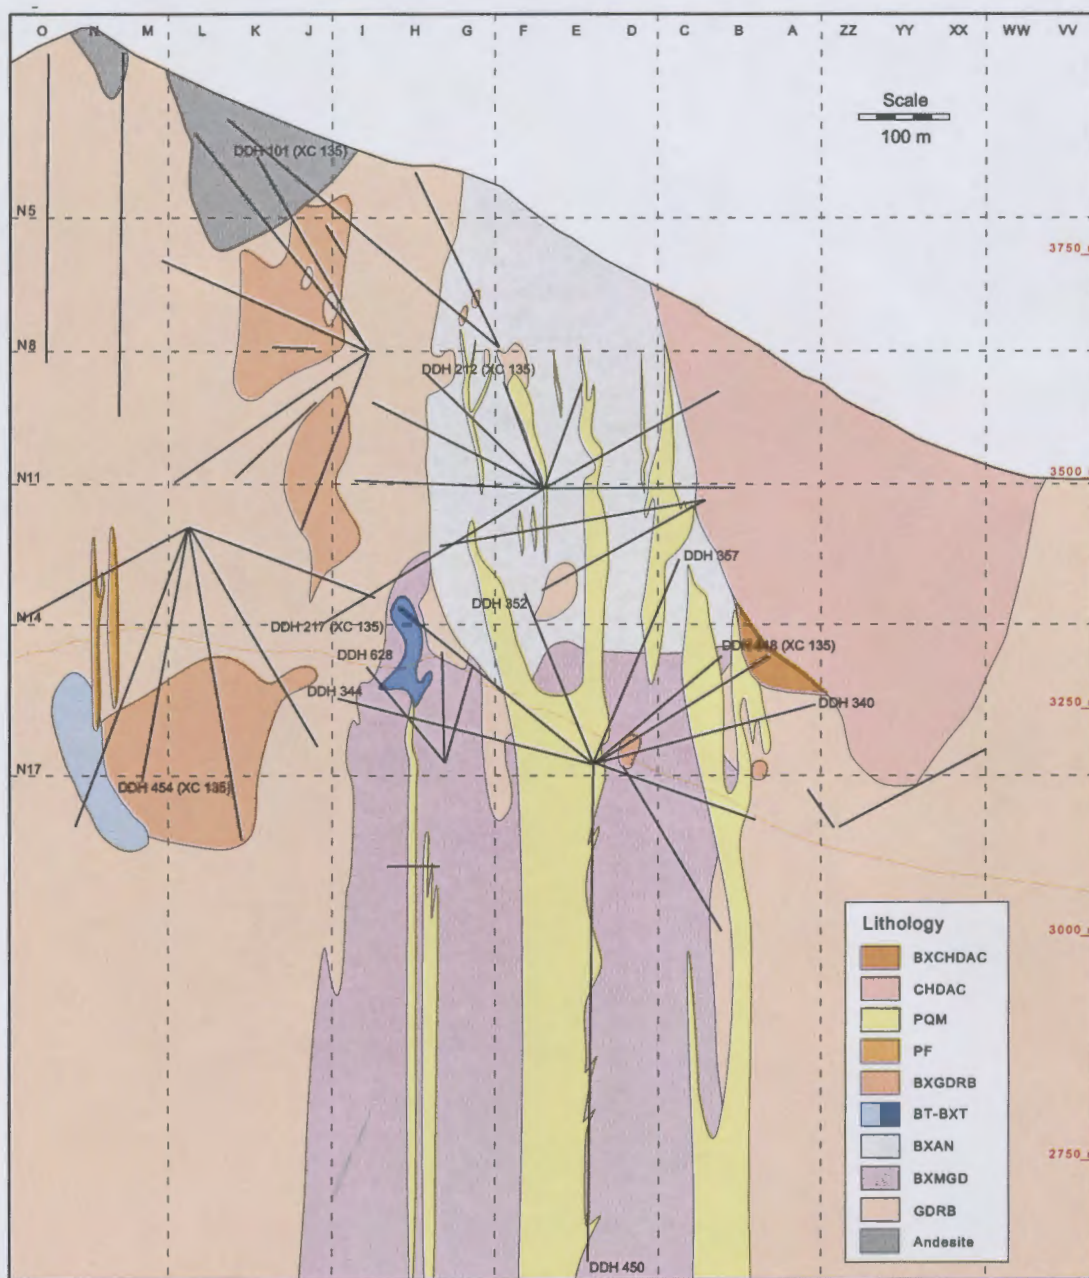 O N M L K J I H G F E D C B A ZZ YY XX WW VV
Scale
100 m
DDH 101 (XC 135)
N5
3750
N8
DDH 212 (XC 135)
N11
3500
DDH 357
DDH 352
N14
DDH 217 (XC 135)
DDH 448 (XC 135)
DDH 628
DDH 344
DDH 340
3250
N17
DDH 454 (XC 135)
Lithology
BXCHDAC
CHDAC
PQM
PF
BXGDRB
BT-BXT
BXAN
BXMGD
GDRB
Andesite
3000
2750
DDH 450